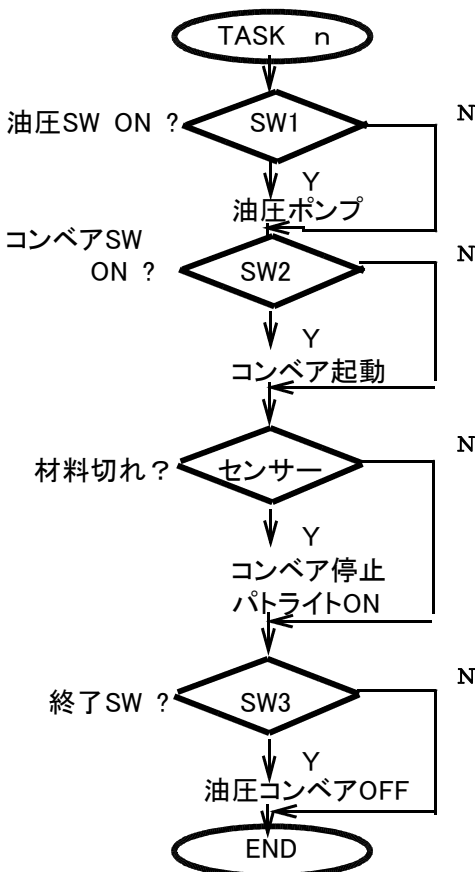 TASK n
油圧SW ON ?
SW1
N
Y
油圧ポンプ
コンベアSW
ON ?
SW2
N
Y
コンベア起動
材料切れ?
センサー
N
Y
コンベア停止
パトライトON
終了SW ?
SW3
N
Y
油圧コンベアOFF
END